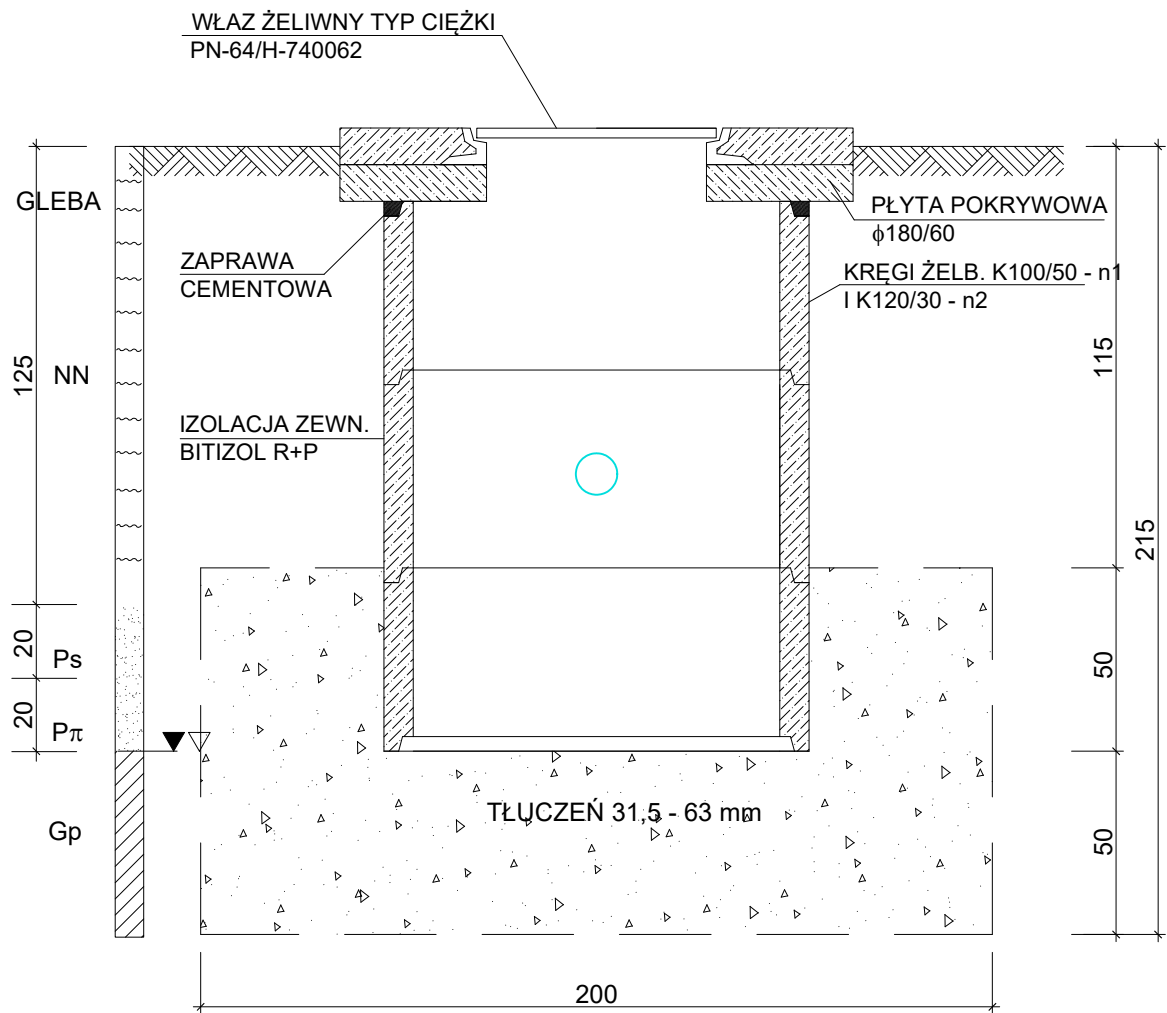 WŁAZ ŻELIWNY TYP CIĘŻKI
PN-64/H-740062
GLEBA
PŁYTA POKRYWOWA
ϕ180/60
ZAPRAWA
CEMENTOWA
KRĘGI ŻELB. K100/50 - n1
I K120/30 - n2
125
NN
115
IZOLACJA ZEWN.
BITIZOL R+P
215
20
Ps
50
20
Pπ
TŁUCZEŃ 31,5 - 63 mm
Gp
50
200